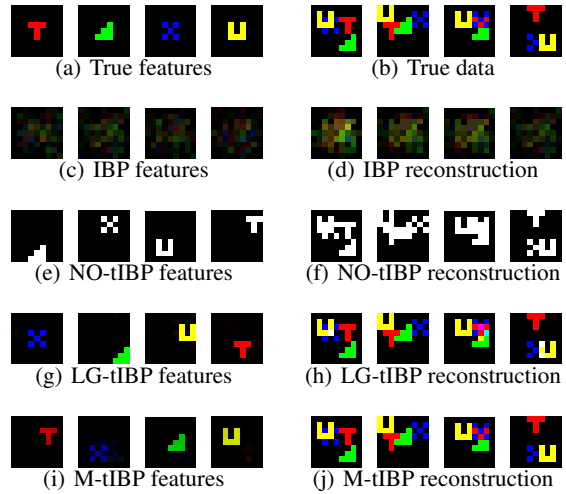 (a) True features
(b) True data
(c) IBP features
(d) IBP reconstruction
(e) NO-tIBP features
(f) NO-tIBP reconstruction
(g) LG-tIBP features
(h) LG-tIBP reconstruction
(i) M-tIBP features
(j) M-tIBP reconstruction